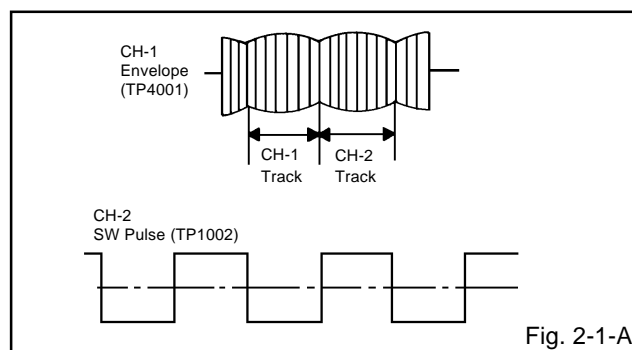 CH-1
Envelope
(TP4001)
CH-1
Track
CH-2
Track
CH-2
SW Pulse (TP1002)
Fig. 2-1-A